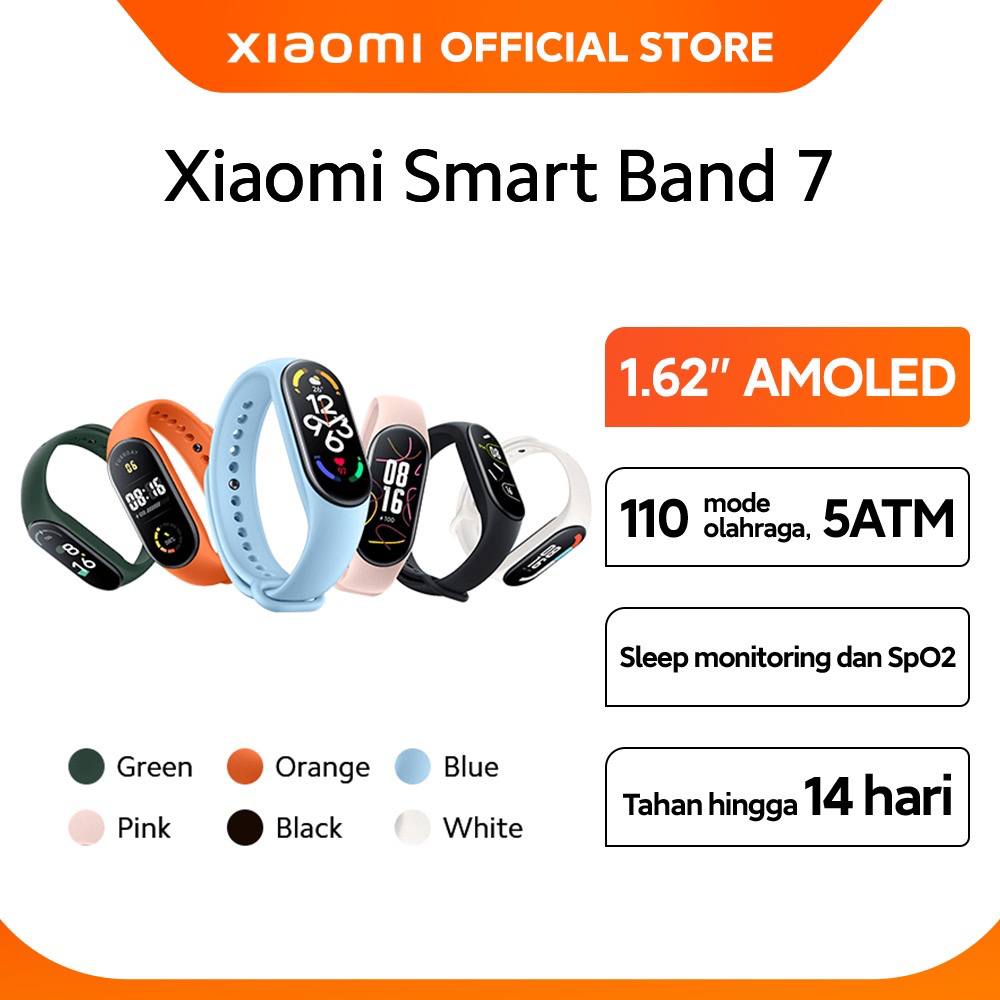 xiaomi OFFICIAL STORE
Xiaomi Smart Band 7
1.62" AMOLED
110 mode olahraga, 5ATM
Sleep monitoring dan SpO2
Tahan hingga 14 hari
Green Orange Blue
Pink Black White